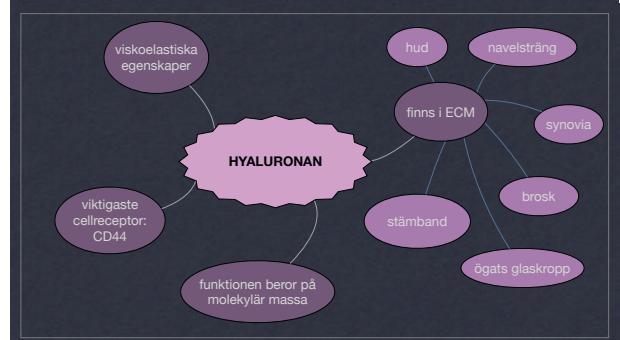 viskoelastiska
egenskaper
hud
navelsträng
finns i ECM
synovia
HYALURONAN
brosk
viktigaste
cellreceptor:
CD44
stämband
ögats glaskropp
funktionen beror på
molekylär massa